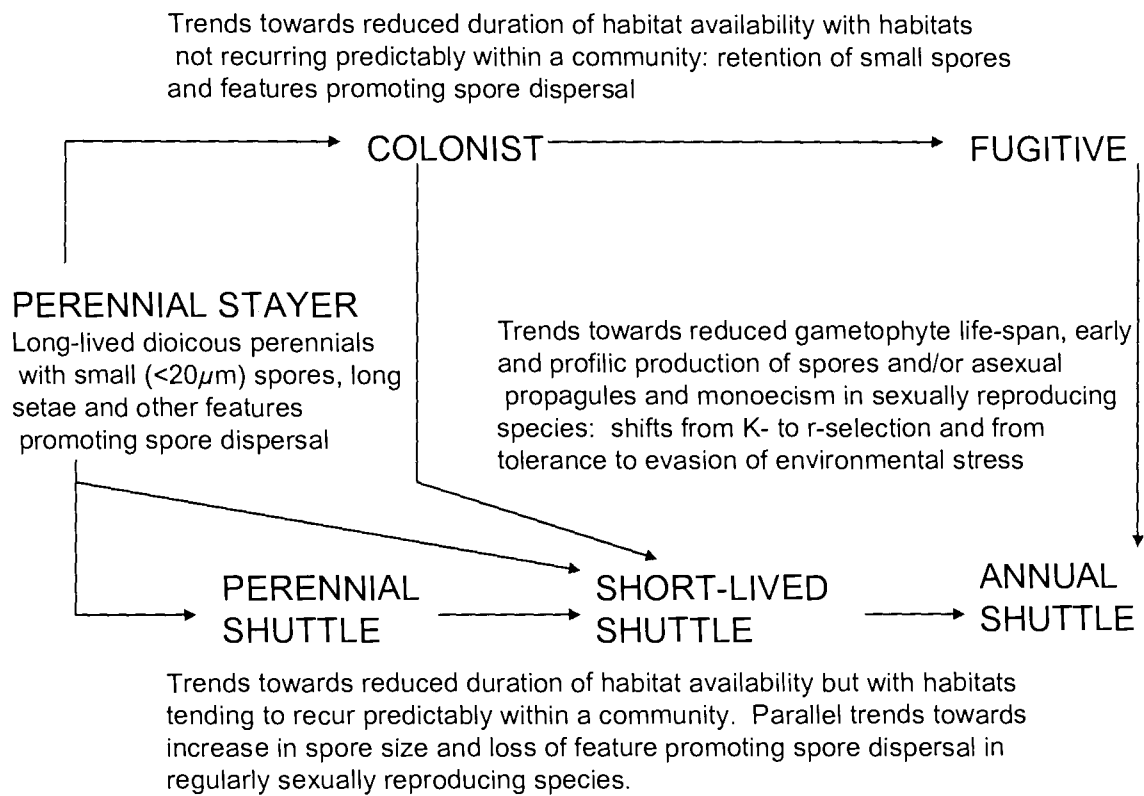 Trends towards reduced duration of habitat availability with habitats
not recurring predictably within a community: retention of small spores
and features promoting spore dispersal
COLONIST
FUGITIVE
PERENNIAL STAYER
Long-lived dioicous perennials
with small (<20µm) spores, long
setae and other features
promoting spore dispersal
Trends towards reduced gametophyte life-span, early
and profilic production of spores and/or asexual
propagules and monoecism in sexually reproducing
species: shifts from K- to r-selection and from
tolerance to evasion of environmental stress
PERENNIAL
SHUTTLE
SHORT-LIVED
SHUTTLE
ANNUAL
SHUTTLE
Trends towards reduced duration of habitat availability but with habitats
tending to recur predictably within a community. Parallel trends towards
increase in spore size and loss of feature promoting spore dispersal in
regularly sexually reproducing species.